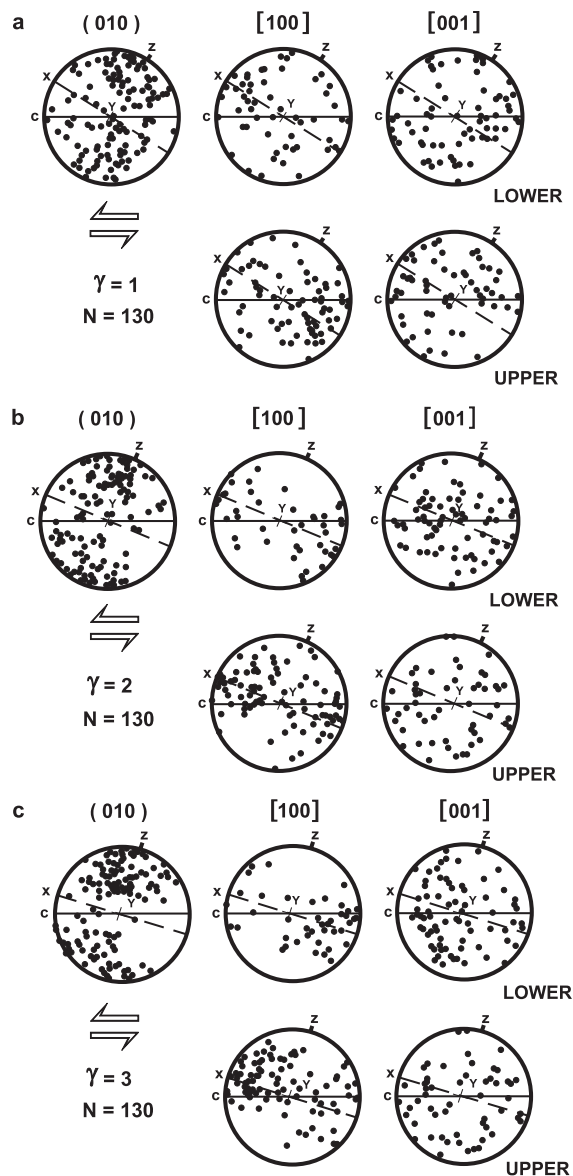 a
( 010 ) [100] [001]
z
x
Y
C
z
x
Y
C
z
x
Y
C
LOWER
γ = 1
N = 130
z
x
Y
C
z
x
Y
C
UPPER
b
( 010 ) [100] [001]
z
x
Y
C
z
x
Y
C
z
x
Y
C
LOWER
γ = 2
N = 130
z
x
Y
C
z
x
Y
C
UPPER
c
( 010 ) [100] [001]
z
x
Y
C
z
x
Y
C
z
x
Y
C
LOWER
γ = 3
N = 130
z
x
Y
C
z
x
Y
C
UPPER